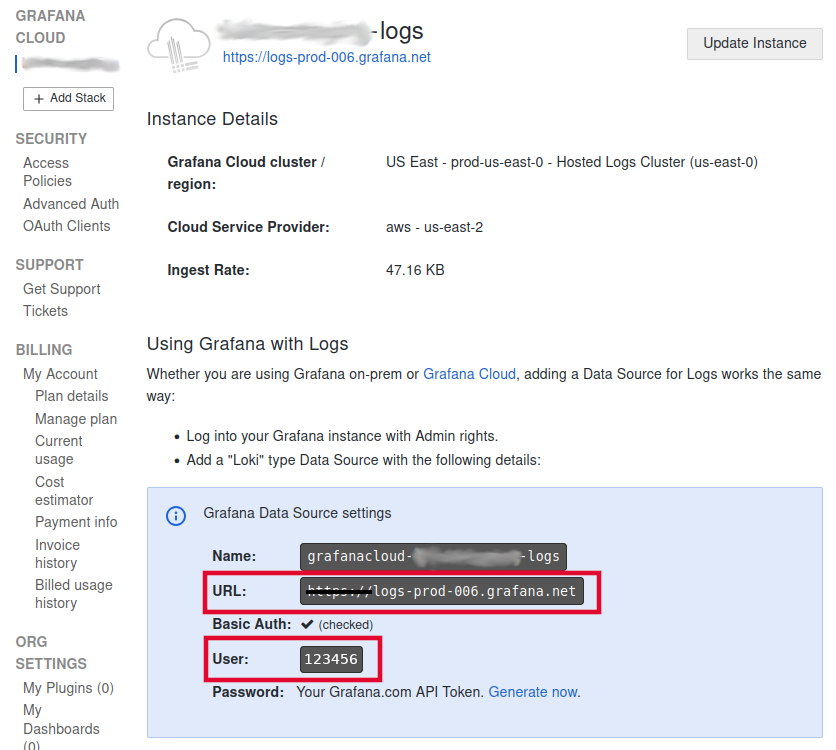 GRAFANA
CLOUD
+ Add Stack
SECURITY
Access
Policies
Advanced Auth
OAuth Clients
SUPPORT
Get Support
Tickets
BILLING
My Account
Plan details
Manage plan
Current
usage
Cost
estimator
Payment info
Invoice
history
Billed usage
history
ORG
SETTINGS
My Plugins (0)
My
Dashboards
(0)
-logs
https://logs-prod-006.grafana.net
Update Instance
Instance Details
Grafana Cloud cluster / region: US East - prod-us-east-0 - Hosted Logs Cluster (us-east-0)
Cloud Service Provider: aws - us-east-2
Ingest Rate: 47.16 KB
Using Grafana with Logs
Whether you are using Grafana on-prem or Grafana Cloud, adding a Data Source for Logs works the same
way:
• Log into your Grafana instance with Admin rights.
• Add a "Loki" type Data Source with the following details:
Grafana Data Source settings
Name: grafanacloud- -logs
URL: https://logs-prod-006.grafana.net
Basic Auth: ✔ (checked)
User: 123456
Password: Your Grafana.com API Token. Generate now.